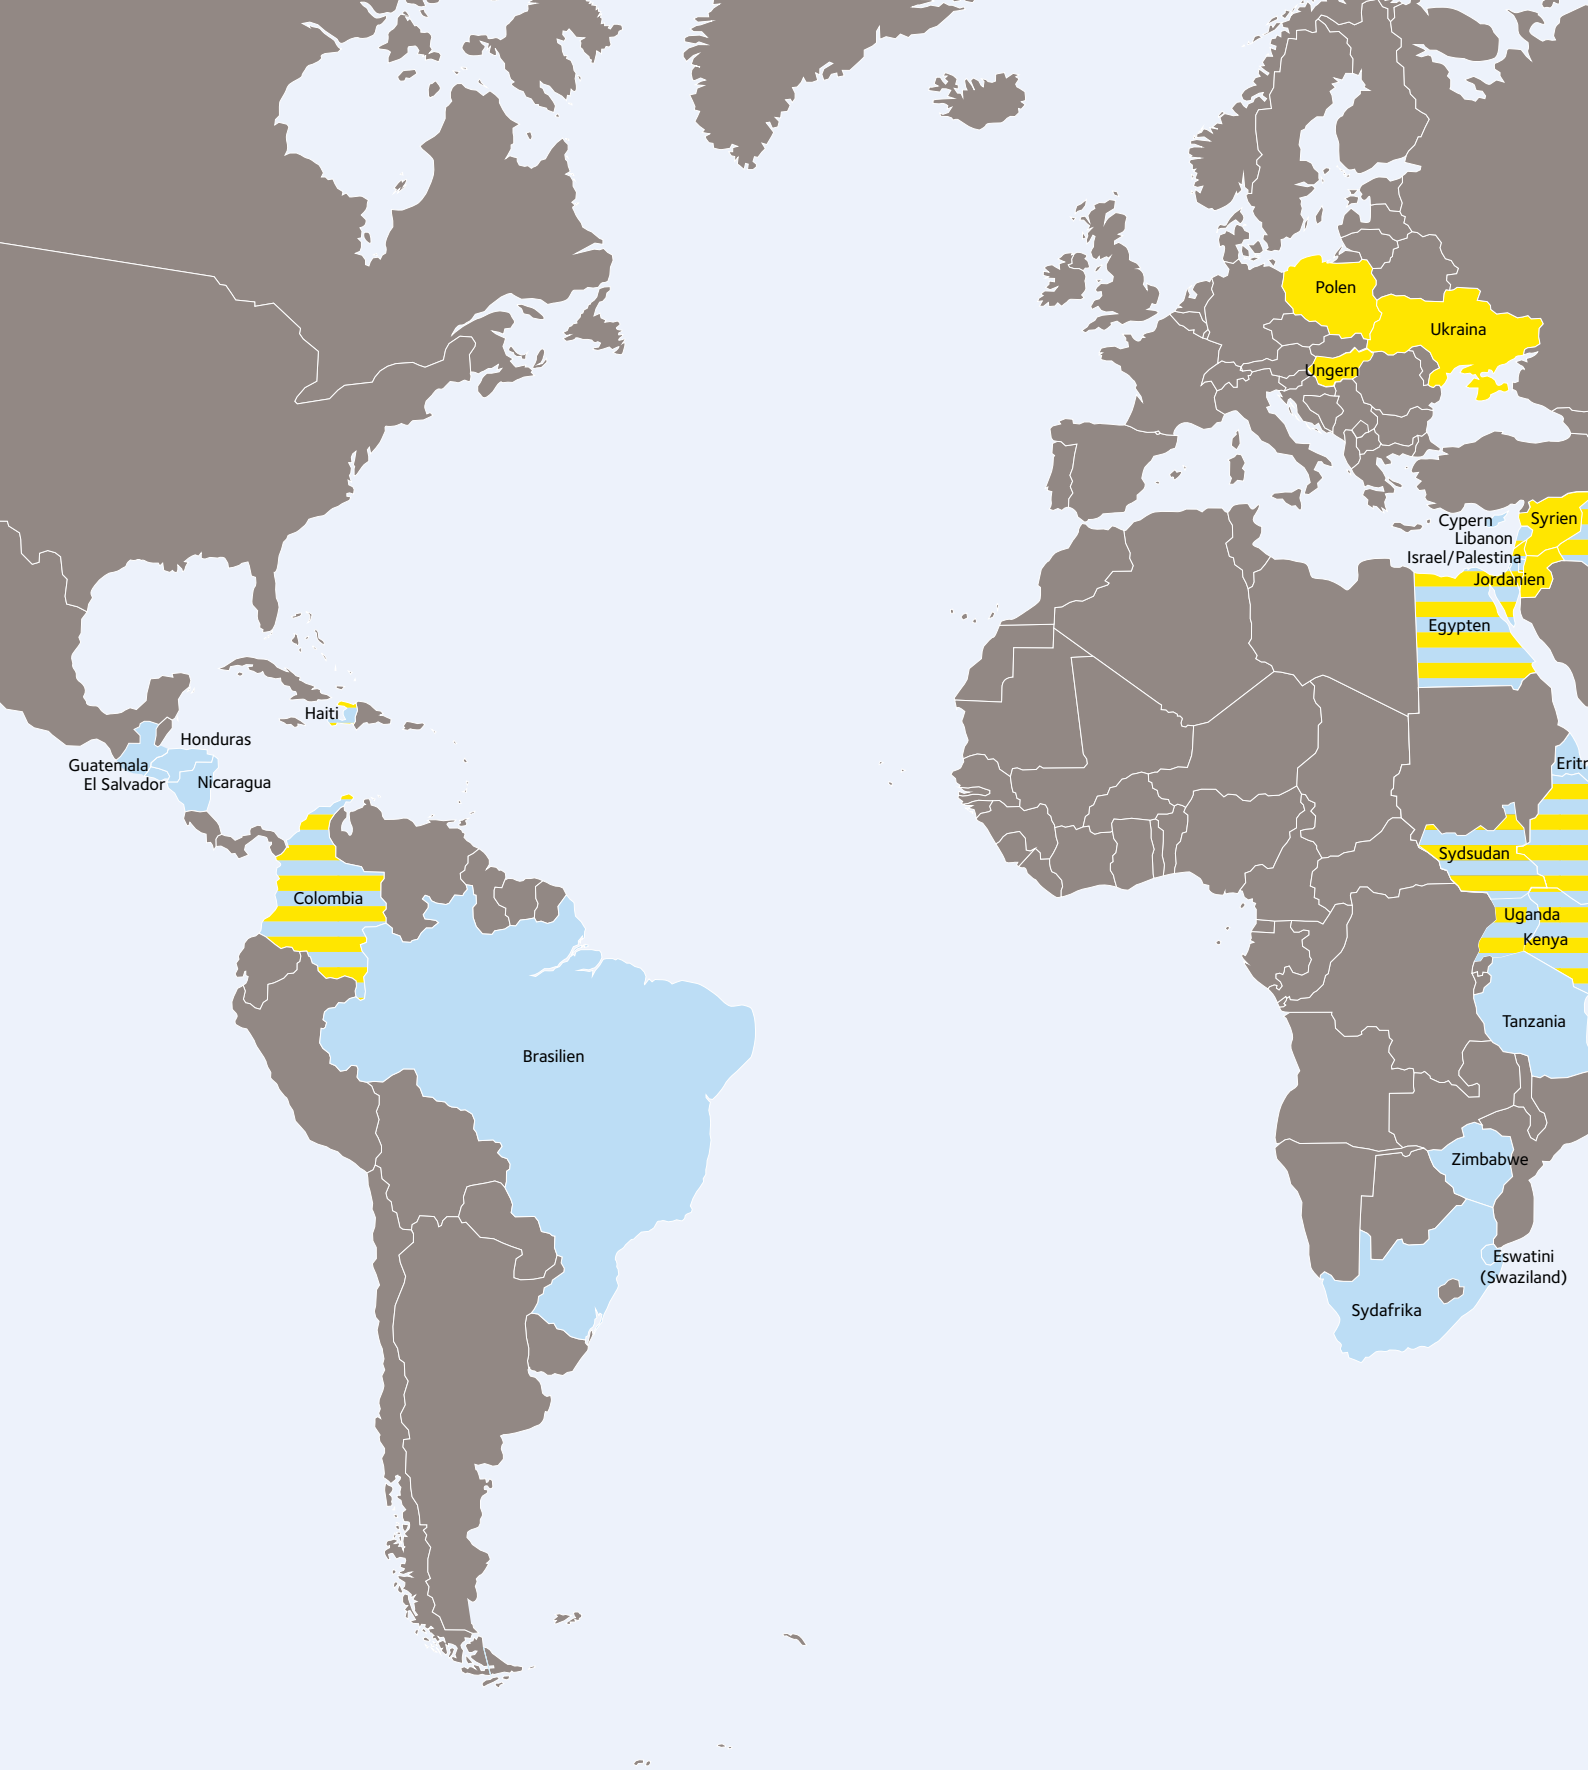 Polen
Ukraina
Ungern
Cypern
Syrien
Libanon
Israel/Palestina
Jordanien
Egypten
Haiti
Honduras
Guatemala
El Salvador
Nicaragua
Eritr
Sydsudan
Colombia
Uganda
Kenya
Tanzania
Brasilien
Zimbabwe
Eswatini
(Swaziland)
Sydafrika